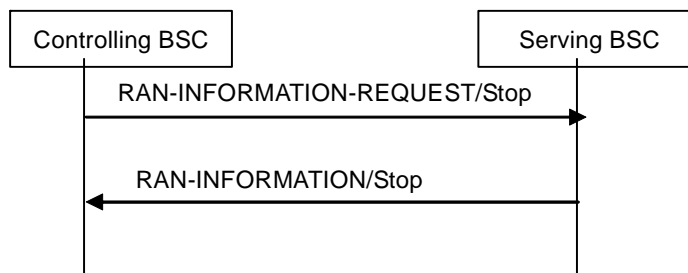 Controlling BSC
Serving BSC
RAN-INFORMATION-REQUEST/Stop
RAN-INFORMATION/Stop